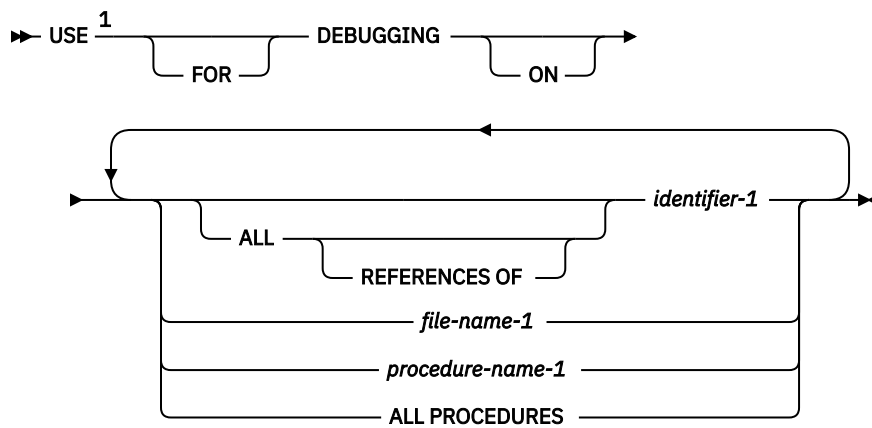 USE 1 DEBUGGING
FOR ON
identifier-1
ALL
REFERENCES OF
file-name-1
procedure-name-1
ALL PROCEDURES